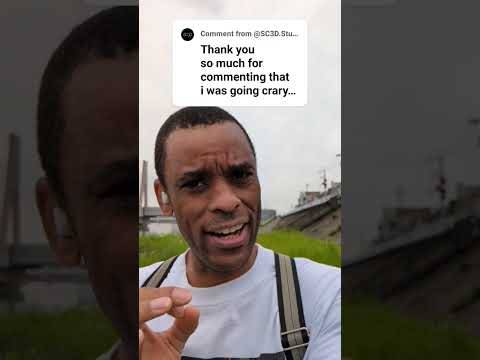 Comment from @SC3D.Stu...
Thank you
so much for
commenting that
i was going crary...